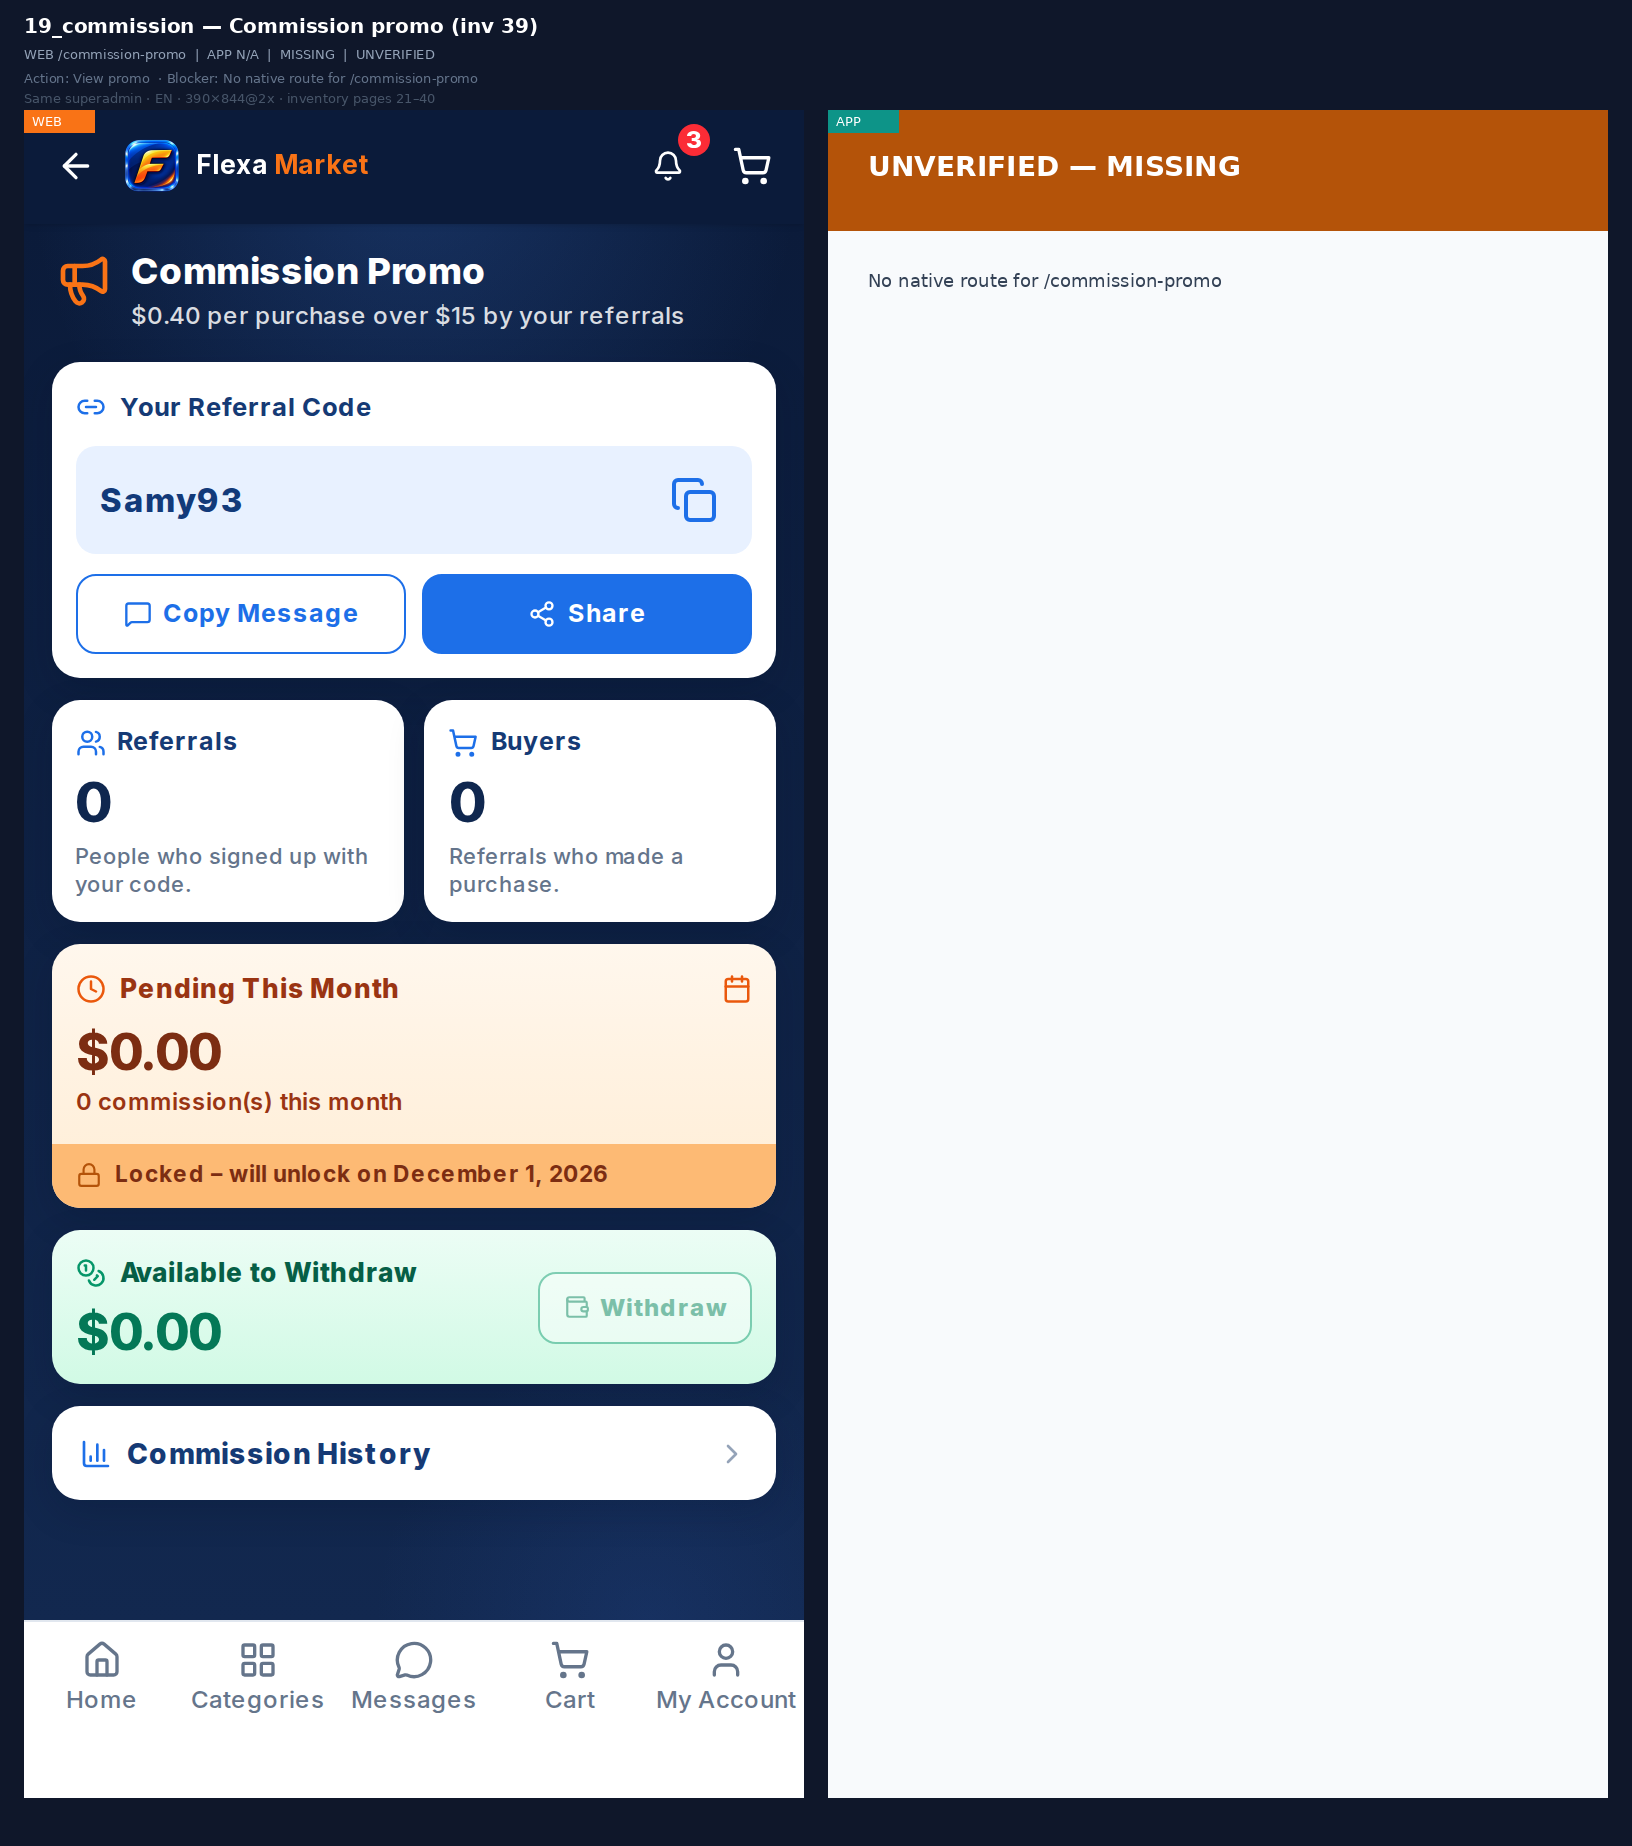 19_commission — Commission promo (inv 39)
WEB /commission-promo | APP N/A | MISSING | UNVERIFIED
Action: View promo · Blocker: No native route for /commission-promo
Same superadmin · EN · 390×844@2x · inventory pages 21–40
WEB
Flexa Market
3
Commission Promo
$0.40 per purchase over $15 by your referrals
Your Referral Code
Samy93
Copy Message
Share
Referrals
0
People who signed up with
your code.
Buyers
0
Referrals who made a
purchase.
Pending This Month
$0.00
0 commission(s) this month
Locked – will unlock on December 1, 2026
Available to Withdraw
$0.00
Withdraw
Commission History
Home
Categories
Messages
Cart
My Account
APP
UNVERIFIED — MISSING
No native route for /commission-promo